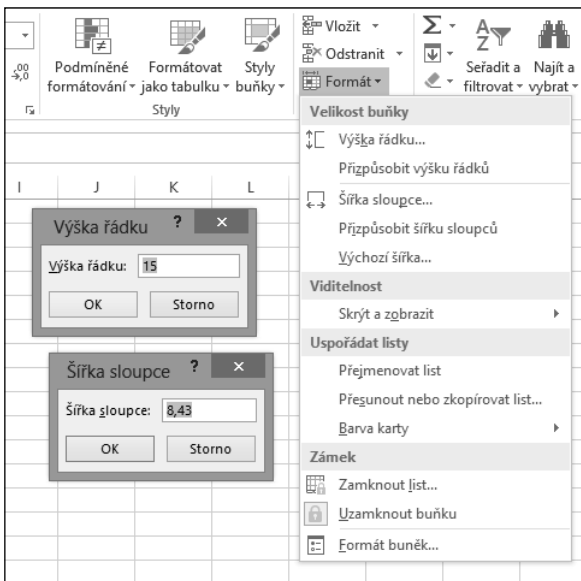 ,00
→,0
Podmíněné
formátování
Formátovat
jako tabulku
Styly
buňky
Styly
Vložit
Odstranit
Formát
Σ
A
Z
Seřadit a
filtrovat
Najít a
vybrat
Velikost buňky
Výška řádku...
Přizpůsobit výšku řádků
Šířka sloupce...
Přizpůsobit šířku sloupců
Výchozí šířka...
Viditelnost
Skrýt a zobrazit
Uspořádat listy
Přejmenovat list
Přesunout nebo zkopírovat list...
Barva karty
Zámek
Zamknout list...
Uzamknout buňku
Formát buněk...
I J K L
Výška řádku ? ×
Výška řádku: 15
OK Storno
Šířka sloupce ? ×
Šířka sloupce: 8,43
OK Storno